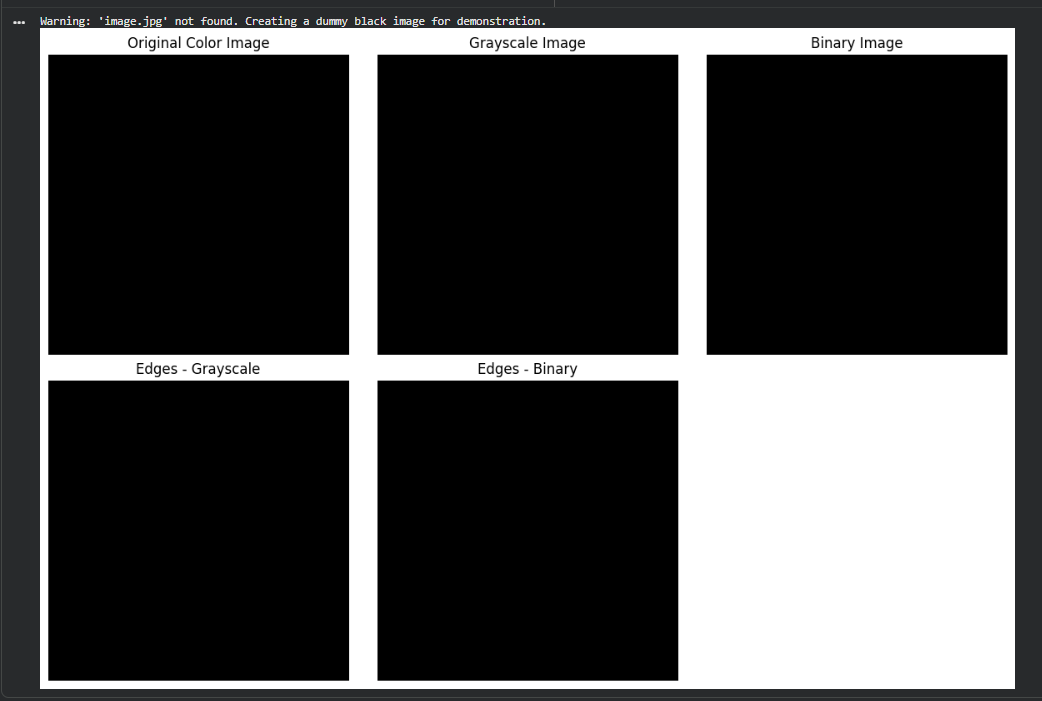 Warning: 'image.jpg' not found. Creating a dummy black image for demonstration.
Original Color Image
Grayscale Image
Binary Image
Edges - Grayscale
Edges - Binary